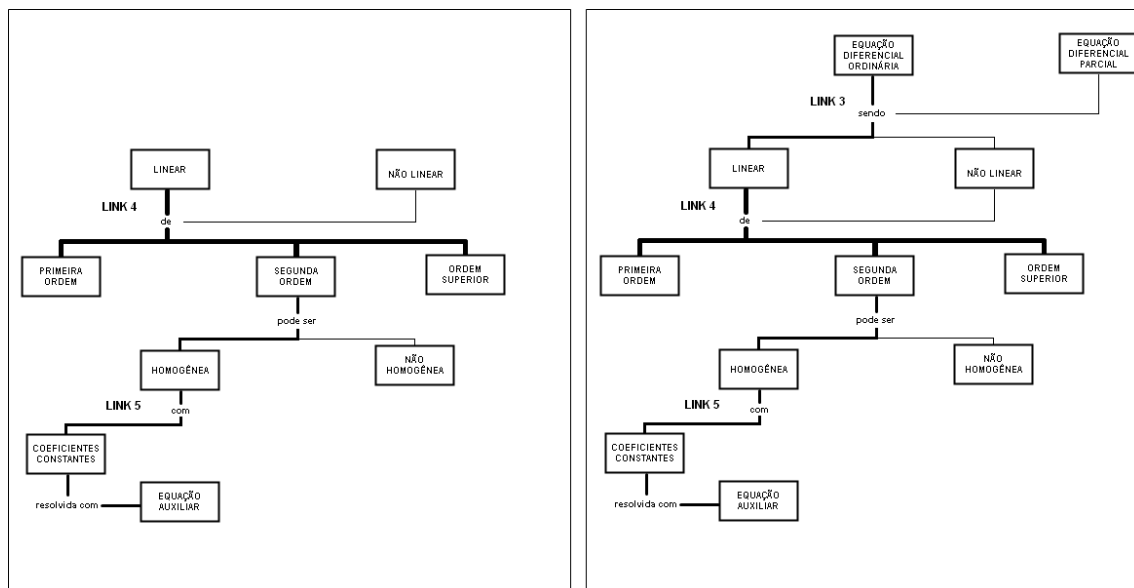 LINEAR
NÃO LINEAR
LINK 4
de
PRIMEIRA
ORDEM
SEGUNDA
ORDEM
ORDEM
SUPERIOR
pode ser
HOMOGÊNEA
NÃO
HOMOGÊNEA
LINK 5
com
COEFICIENTES
CONSTANTES
resolvida com
EQUAÇÃO
AUXILIAR
EQUAÇÃO
DIFERENCIAL
ORDINÁRIA
EQUAÇÃO
DIFERENCIAL
PARCIAL
LINK 3
sendo
LINEAR
NÃO LINEAR
LINK 4
de
PRIMEIRA
ORDEM
SEGUNDA
ORDEM
ORDEM
SUPERIOR
pode ser
HOMOGÊNEA
NÃO
HOMOGÊNEA
LINK 5
com
COEFICIENTES
CONSTANTES
resolvida com
EQUAÇÃO
AUXILIAR